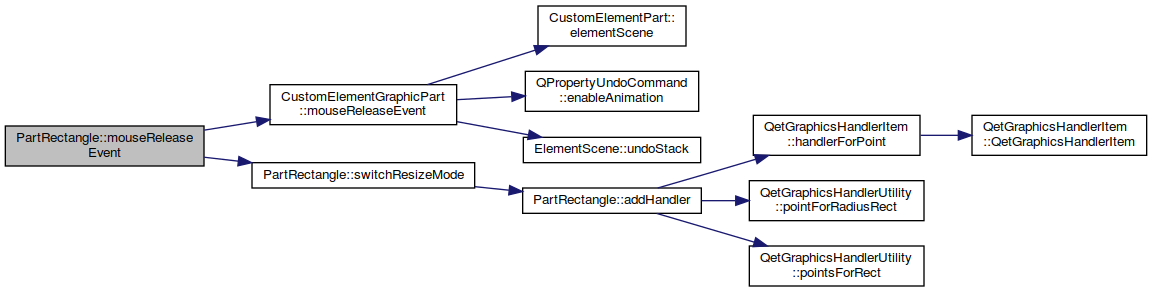 PartRectangle::mouseRelease
Event
CustomElementGraphicPart
::mouseReleaseEvent
CustomElementPart::
elementScene
QPropertyUndoCommand
::enableAnimation
ElementScene::undoStack
PartRectangle::switchResizeMode
PartRectangle::addHandler
QetGraphicsHandlerItem
::handlerForPoint
QetGraphicsHandlerItem
::QetGraphicsHandlerItem
QetGraphicsHandlerUtility
::pointForRadiusRect
QetGraphicsHandlerUtility
::pointsForRect